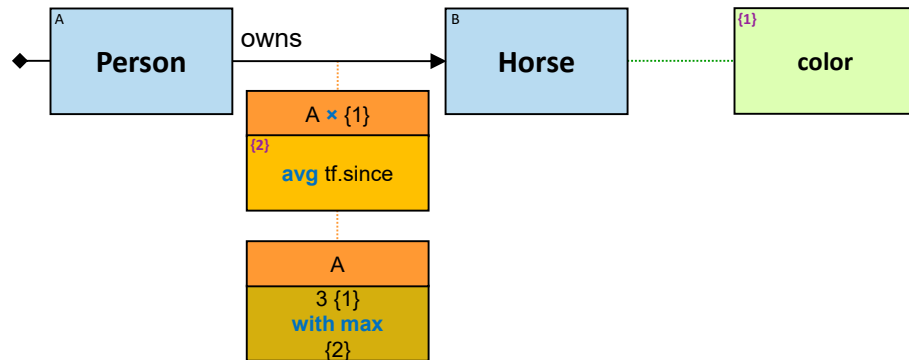 A
Person
owns
B
Horse
{1}
color
A × {1}
{2}
avg tf.since
A
3 {1}
with max
{2}